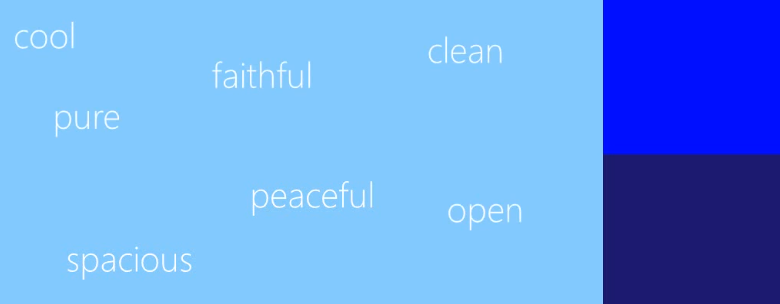 cool
clean
faithful
pure
peaceful
open
spacious